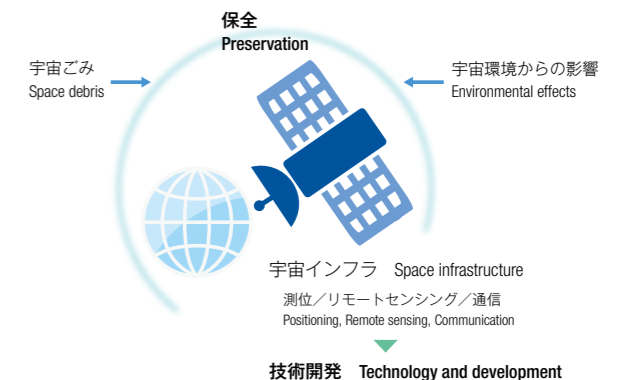 保全
Preservation
宇宙ごみ
Space debris
宇宙環境からの影響
Environmental effects
宇宙インフラ Space infrastructure
測位／リモートセンシング／通信
Positioning, Remote sensing, Communication
技術開発 Technology and development